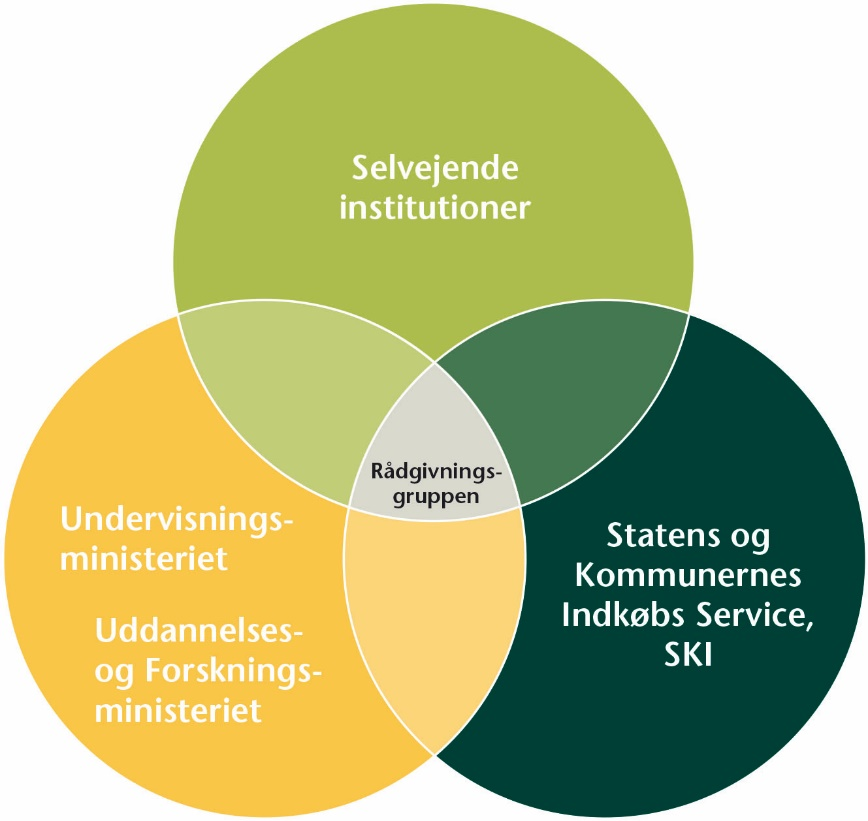 Selvejende
institutioner
Rådgivnings-
gruppen
Undervisnings-
ministeriet
Uddannelses-
og Forsknings-
ministeriet
Statens og
Kommunernes
Indkøbs Service,
SKI